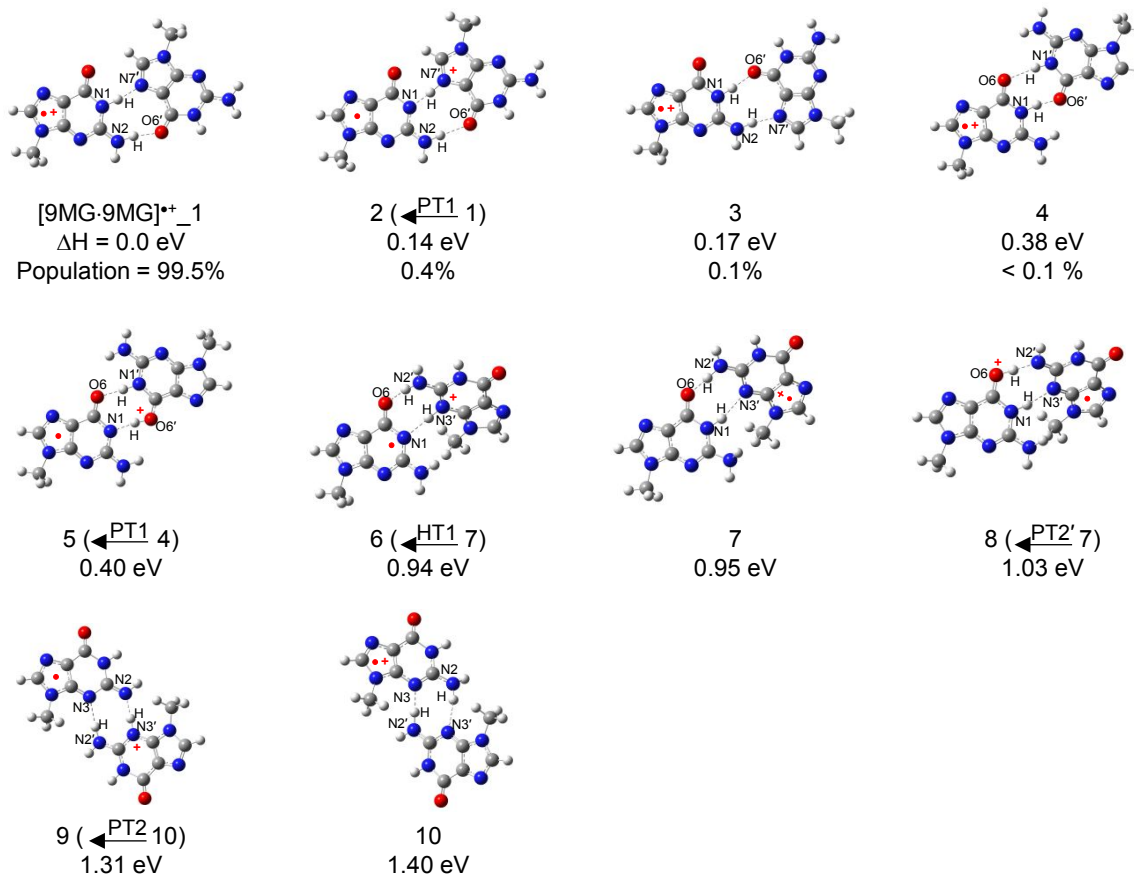 O6' N7' N1 H N2 H O6' •+
N7' + N1 H O6' N2 H •
O6' N1 H H N7' N2 •+
N1' O6 H N1 H O6' •+
[9MG·9MG]•+_1
ΔH = 0.0 eV
Population = 99.5%
2 (PT1 1)
0.14 eV
0.4%
3
0.17 eV
0.1%
4
0.38 eV
< 0.1 %
N1' O6 H + N1 H O6' •
N2' O6 H H + N3' N1 •
N2' O6 H H N3' + • N1
+ N2' O6 H H N3' • N1 H
5 (PT1 4)
0.40 eV
6 (HT1 7)
0.94 eV
7
0.95 eV
8 (PT2' 7)
1.03 eV
• N2 N3 H H N3' N2' +
•+ N2 N3 H H N2' N3'
9 (PT2 10)
1.31 eV
10
1.40 eV